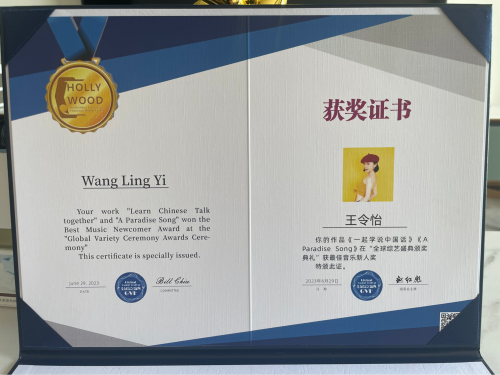 HOLLY
WOOD
Wang Ling Yi
Your work "Learn Chinese Talk
together" and "A Paradise Song" won the
Best Music Newcomer Award at the
"Global Variety Ceremony Awards Cere-
mony"
This certificate is specially issued.
June 29, 2023
DATE
Bill Chiu
COMMITTEE
获奖证书
王令怡
你的作品《一起学说中国话》《A
Paradise Song》在“全球综艺盛典颁奖
典礼”获最佳音乐新人奖
特颁此证。
2023年6月29日